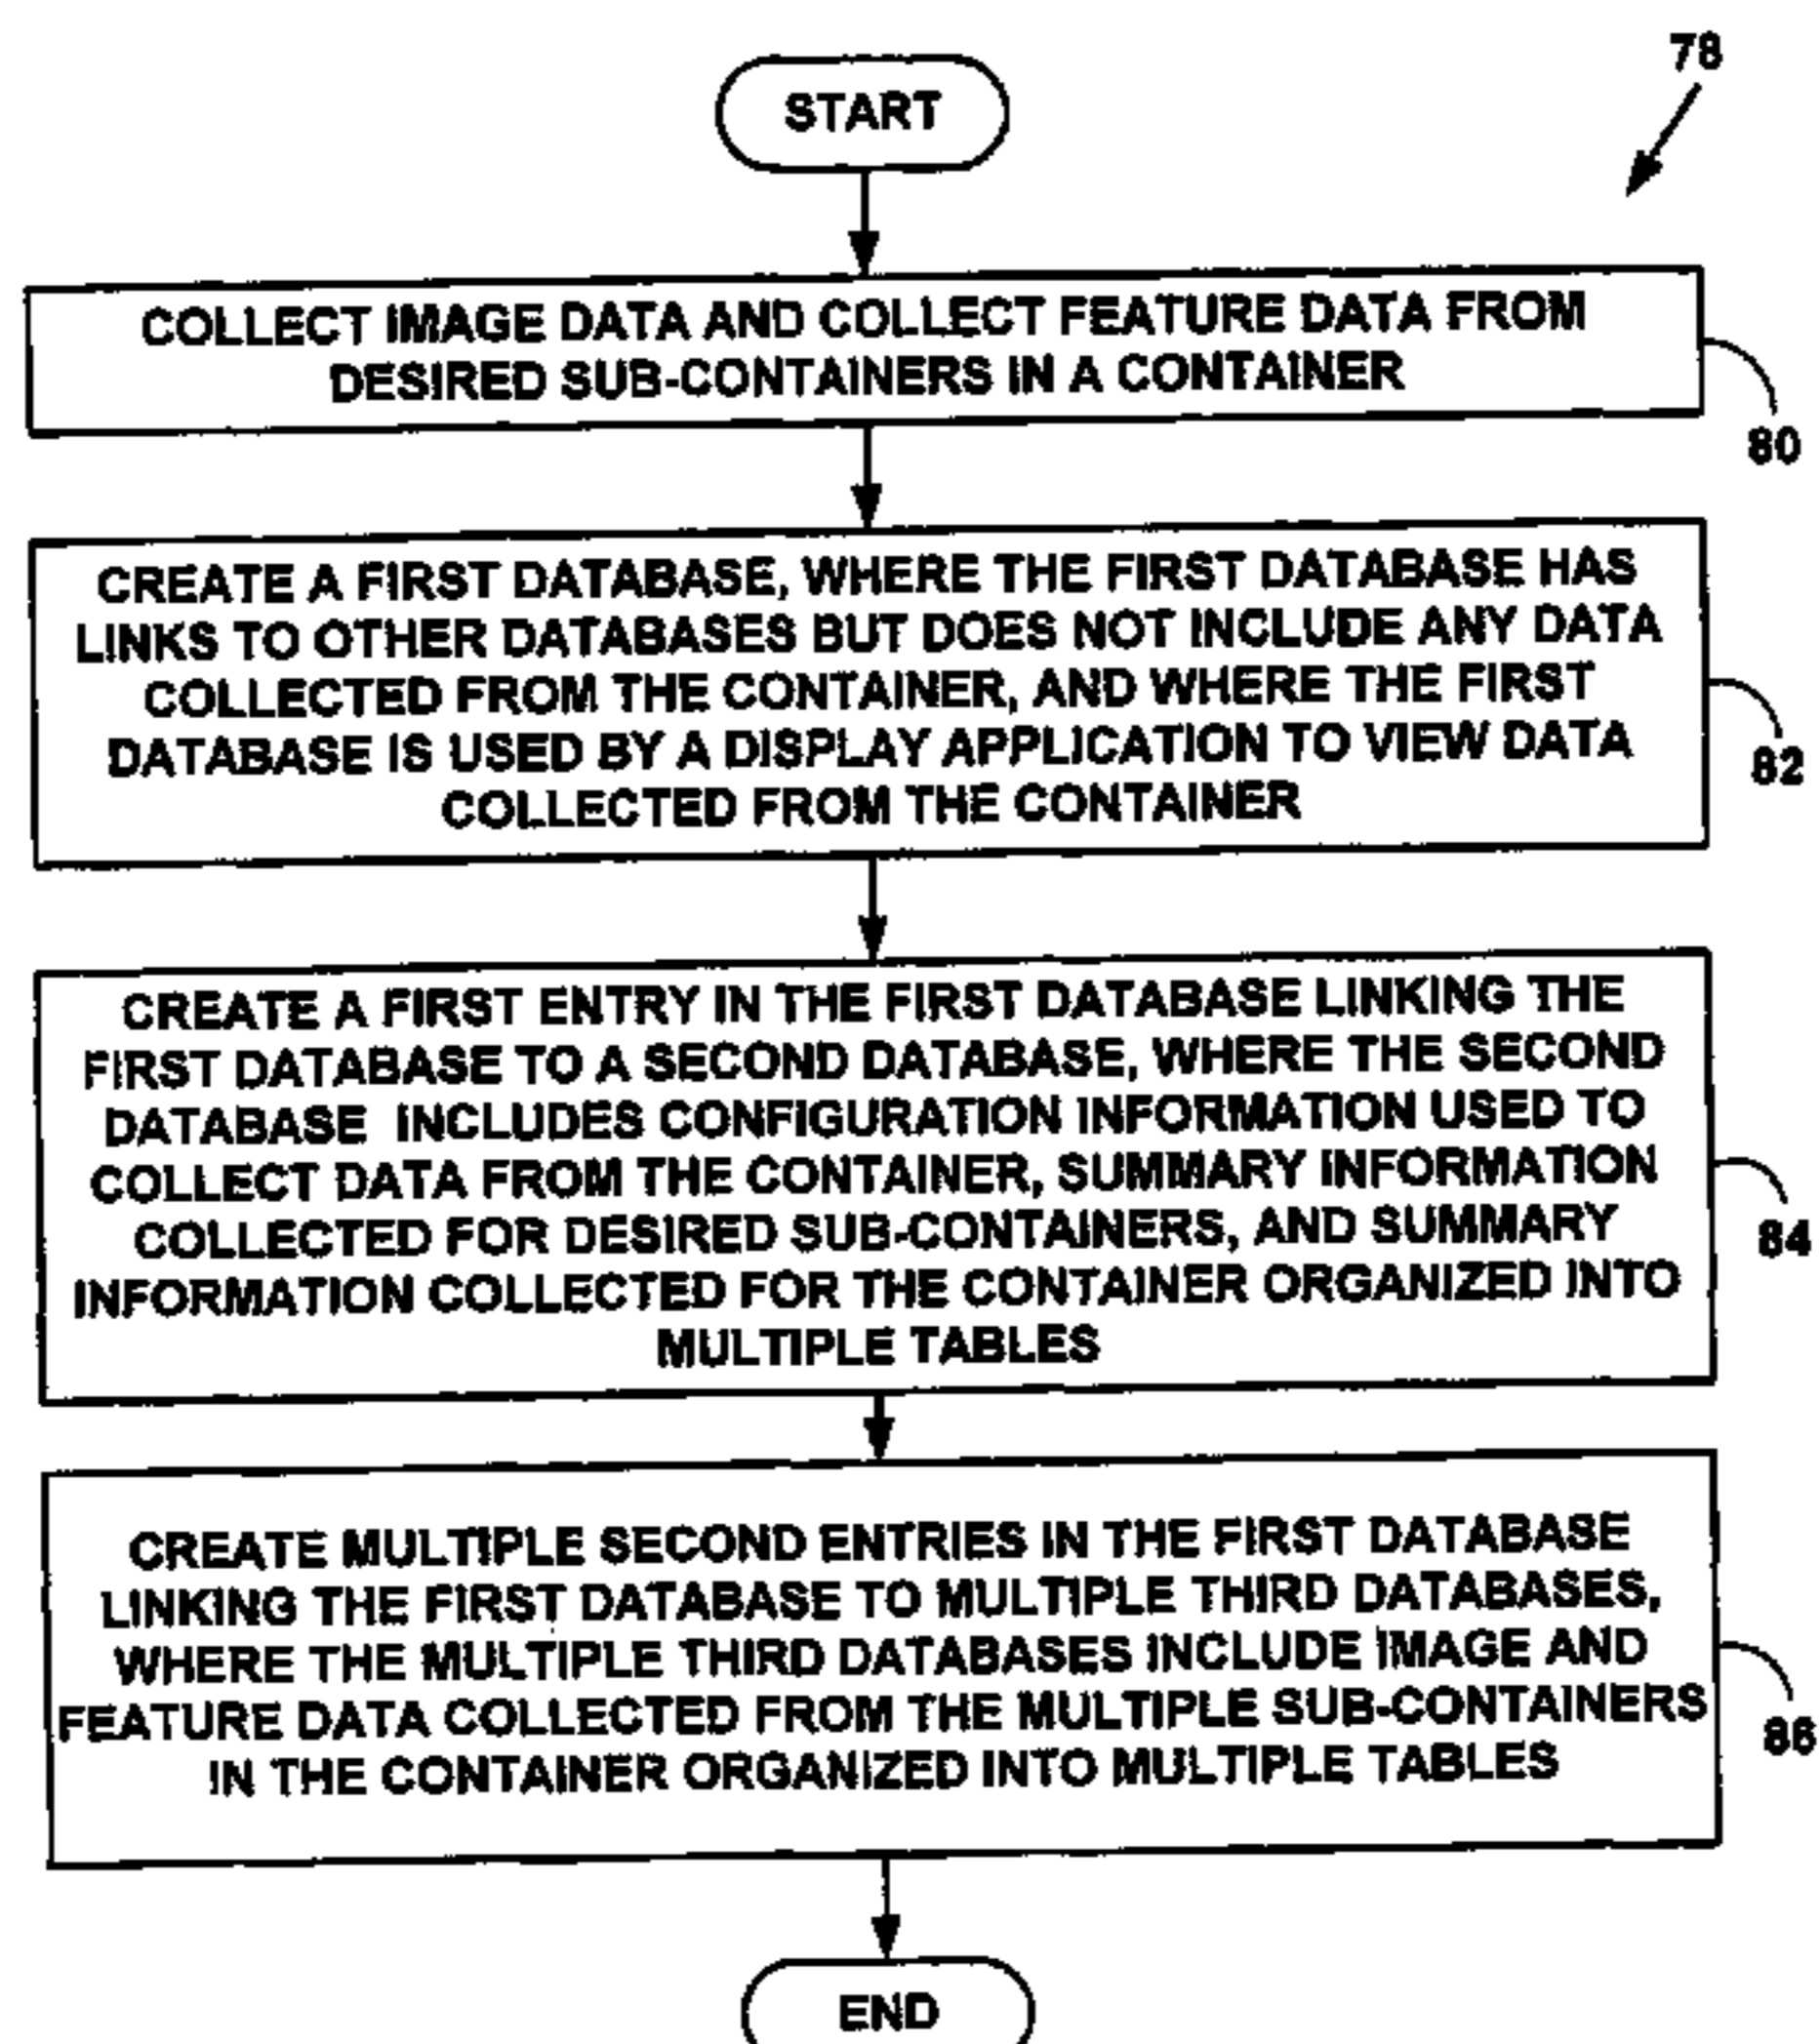 78
START
COLLECT IMAGE DATA AND COLLECT FEATURE DATA FROM
DESIRED SUB-CONTAINERS IN A CONTAINER
80
CREATE A FIRST DATABASE, WHERE THE FIRST DATABASE HAS
LINKS TO OTHER DATABASES BUT DOES NOT INCLUDE ANY DATA
COLLECTED FROM THE CONTAINER, AND WHERE THE FIRST
DATABASE IS USED BY A DISPLAY APPLICATION TO VIEW DATA
COLLECTED FROM THE CONTAINER
82
CREATE A FIRST ENTRY IN THE FIRST DATABASE LINKING THE
FIRST DATABASE TO A SECOND DATABASE, WHERE THE SECOND
DATABASE INCLUDES CONFIGURATION INFORMATION USED TO
COLLECT DATA FROM THE CONTAINER, SUMMARY INFORMATION
COLLECTED FOR DESIRED SUB-CONTAINERS, AND SUMMARY
INFORMATION COLLECTED FOR THE CONTAINER ORGANIZED INTO
MULTIPLE TABLES
84
CREATE MULTIPLE SECOND ENTRIES IN THE FIRST DATABASE
LINKING THE FIRST DATABASE TO MULTIPLE THIRD DATABASES,
WHERE THE MULTIPLE THIRD DATABASES INCLUDE IMAGE AND
FEATURE DATA COLLECTED FROM THE MULTIPLE SUB-CONTAINERS
IN THE CONTAINER ORGANIZED INTO MULTIPLE TABLES
86
END